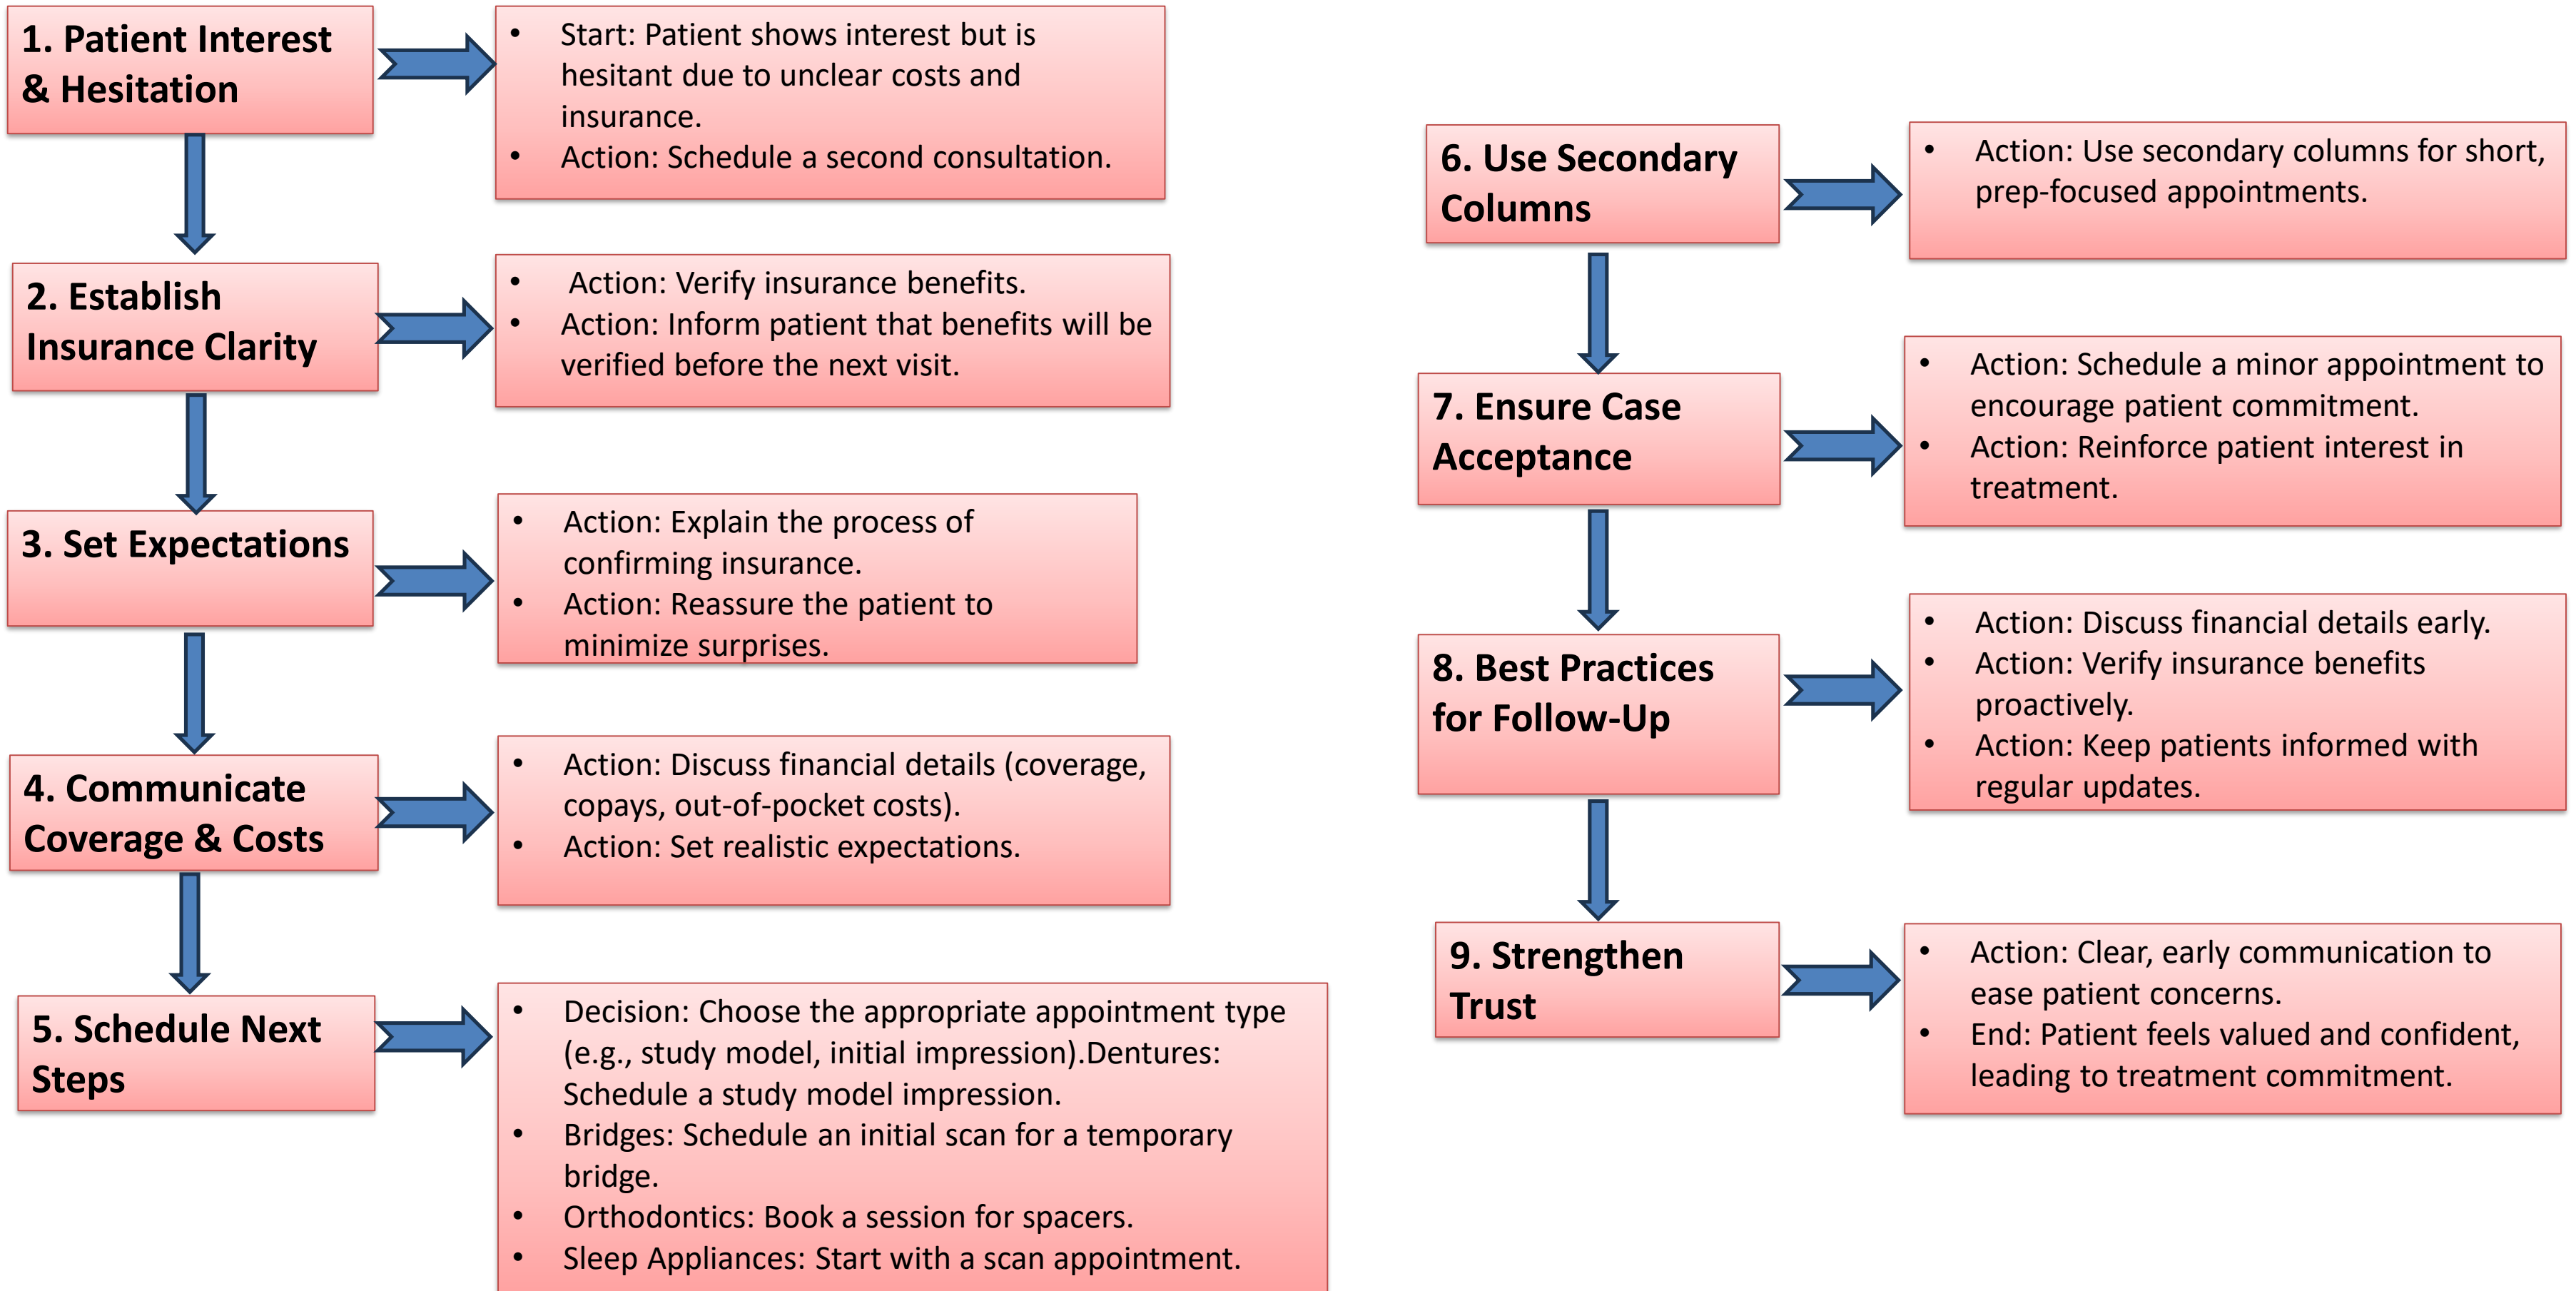 1. Patient Interest
& Hesitation
• Start: Patient shows interest but is
hesitant due to unclear costs and
insurance.
• Action: Schedule a second consultation.
2. Establish
Insurance Clarity
• Action: Verify insurance benefits.
• Action: Inform patient that benefits will be
verified before the next visit.
3. Set Expectations
• Action: Explain the process of
confirming insurance.
• Action: Reassure the patient to
minimize surprises.
4. Communicate
Coverage & Costs
• Action: Discuss financial details (coverage,
copays, out-of-pocket costs).
• Action: Set realistic expectations.
5. Schedule Next
Steps
• Decision: Choose the appropriate appointment type
(e.g., study model, initial impression).Dentures:
Schedule a study model impression.
• Bridges: Schedule an initial scan for a temporary
bridge.
• Orthodontics: Book a session for spacers.
• Sleep Appliances: Start with a scan appointment.
6. Use Secondary
Columns
• Action: Use secondary columns for short,
prep-focused appointments.
7. Ensure Case
Acceptance
• Action: Schedule a minor appointment to
encourage patient commitment.
• Action: Reinforce patient interest in
treatment.
8. Best Practices
for Follow-Up
• Action: Discuss financial details early.
• Action: Verify insurance benefits
proactively.
• Action: Keep patients informed with
regular updates.
9. Strengthen
Trust
• Action: Clear, early communication to
ease patient concerns.
• End: Patient feels valued and confident,
leading to treatment commitment.